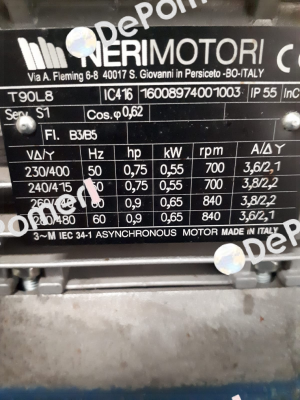 DePomeri
NERIMOTORI
Via A. Fleming 6-8 40017 S. Giovanni in Persiceto -BO-ITALY
T90L8 IC416 16008974001003 IP 55
Serv. S1 Cos.φ0,62
Fl. B3/B5
V∆/Y Hz hp kW rpm A/∆ Y
230/400 50 0,75 0,55 700 3,6/2,1
240/415 50 0,75 0,55 700 3,8/2,2
60 0,9 0,65 840 3,8/2,2
60 0,9 0,65 840 3,6/2,1
3~M IEC 34-1 ASYNCHRONOUS MOTOR MADE IN ITALY